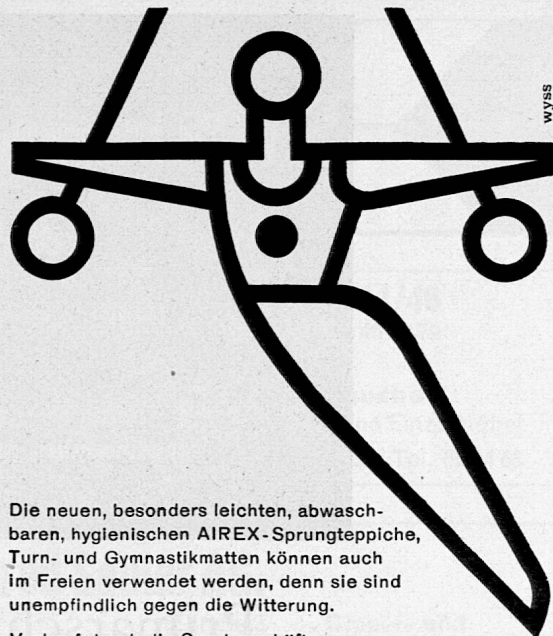 wyss
Die neuen, besonders leichten, abwasch-
baren, hygienischen AIREX-Sprungteppiche,
Turn- und Gymnastikmatten können auch
im Freien verwendet werden, denn sie sind
unempfindlich gegen die Witterung.